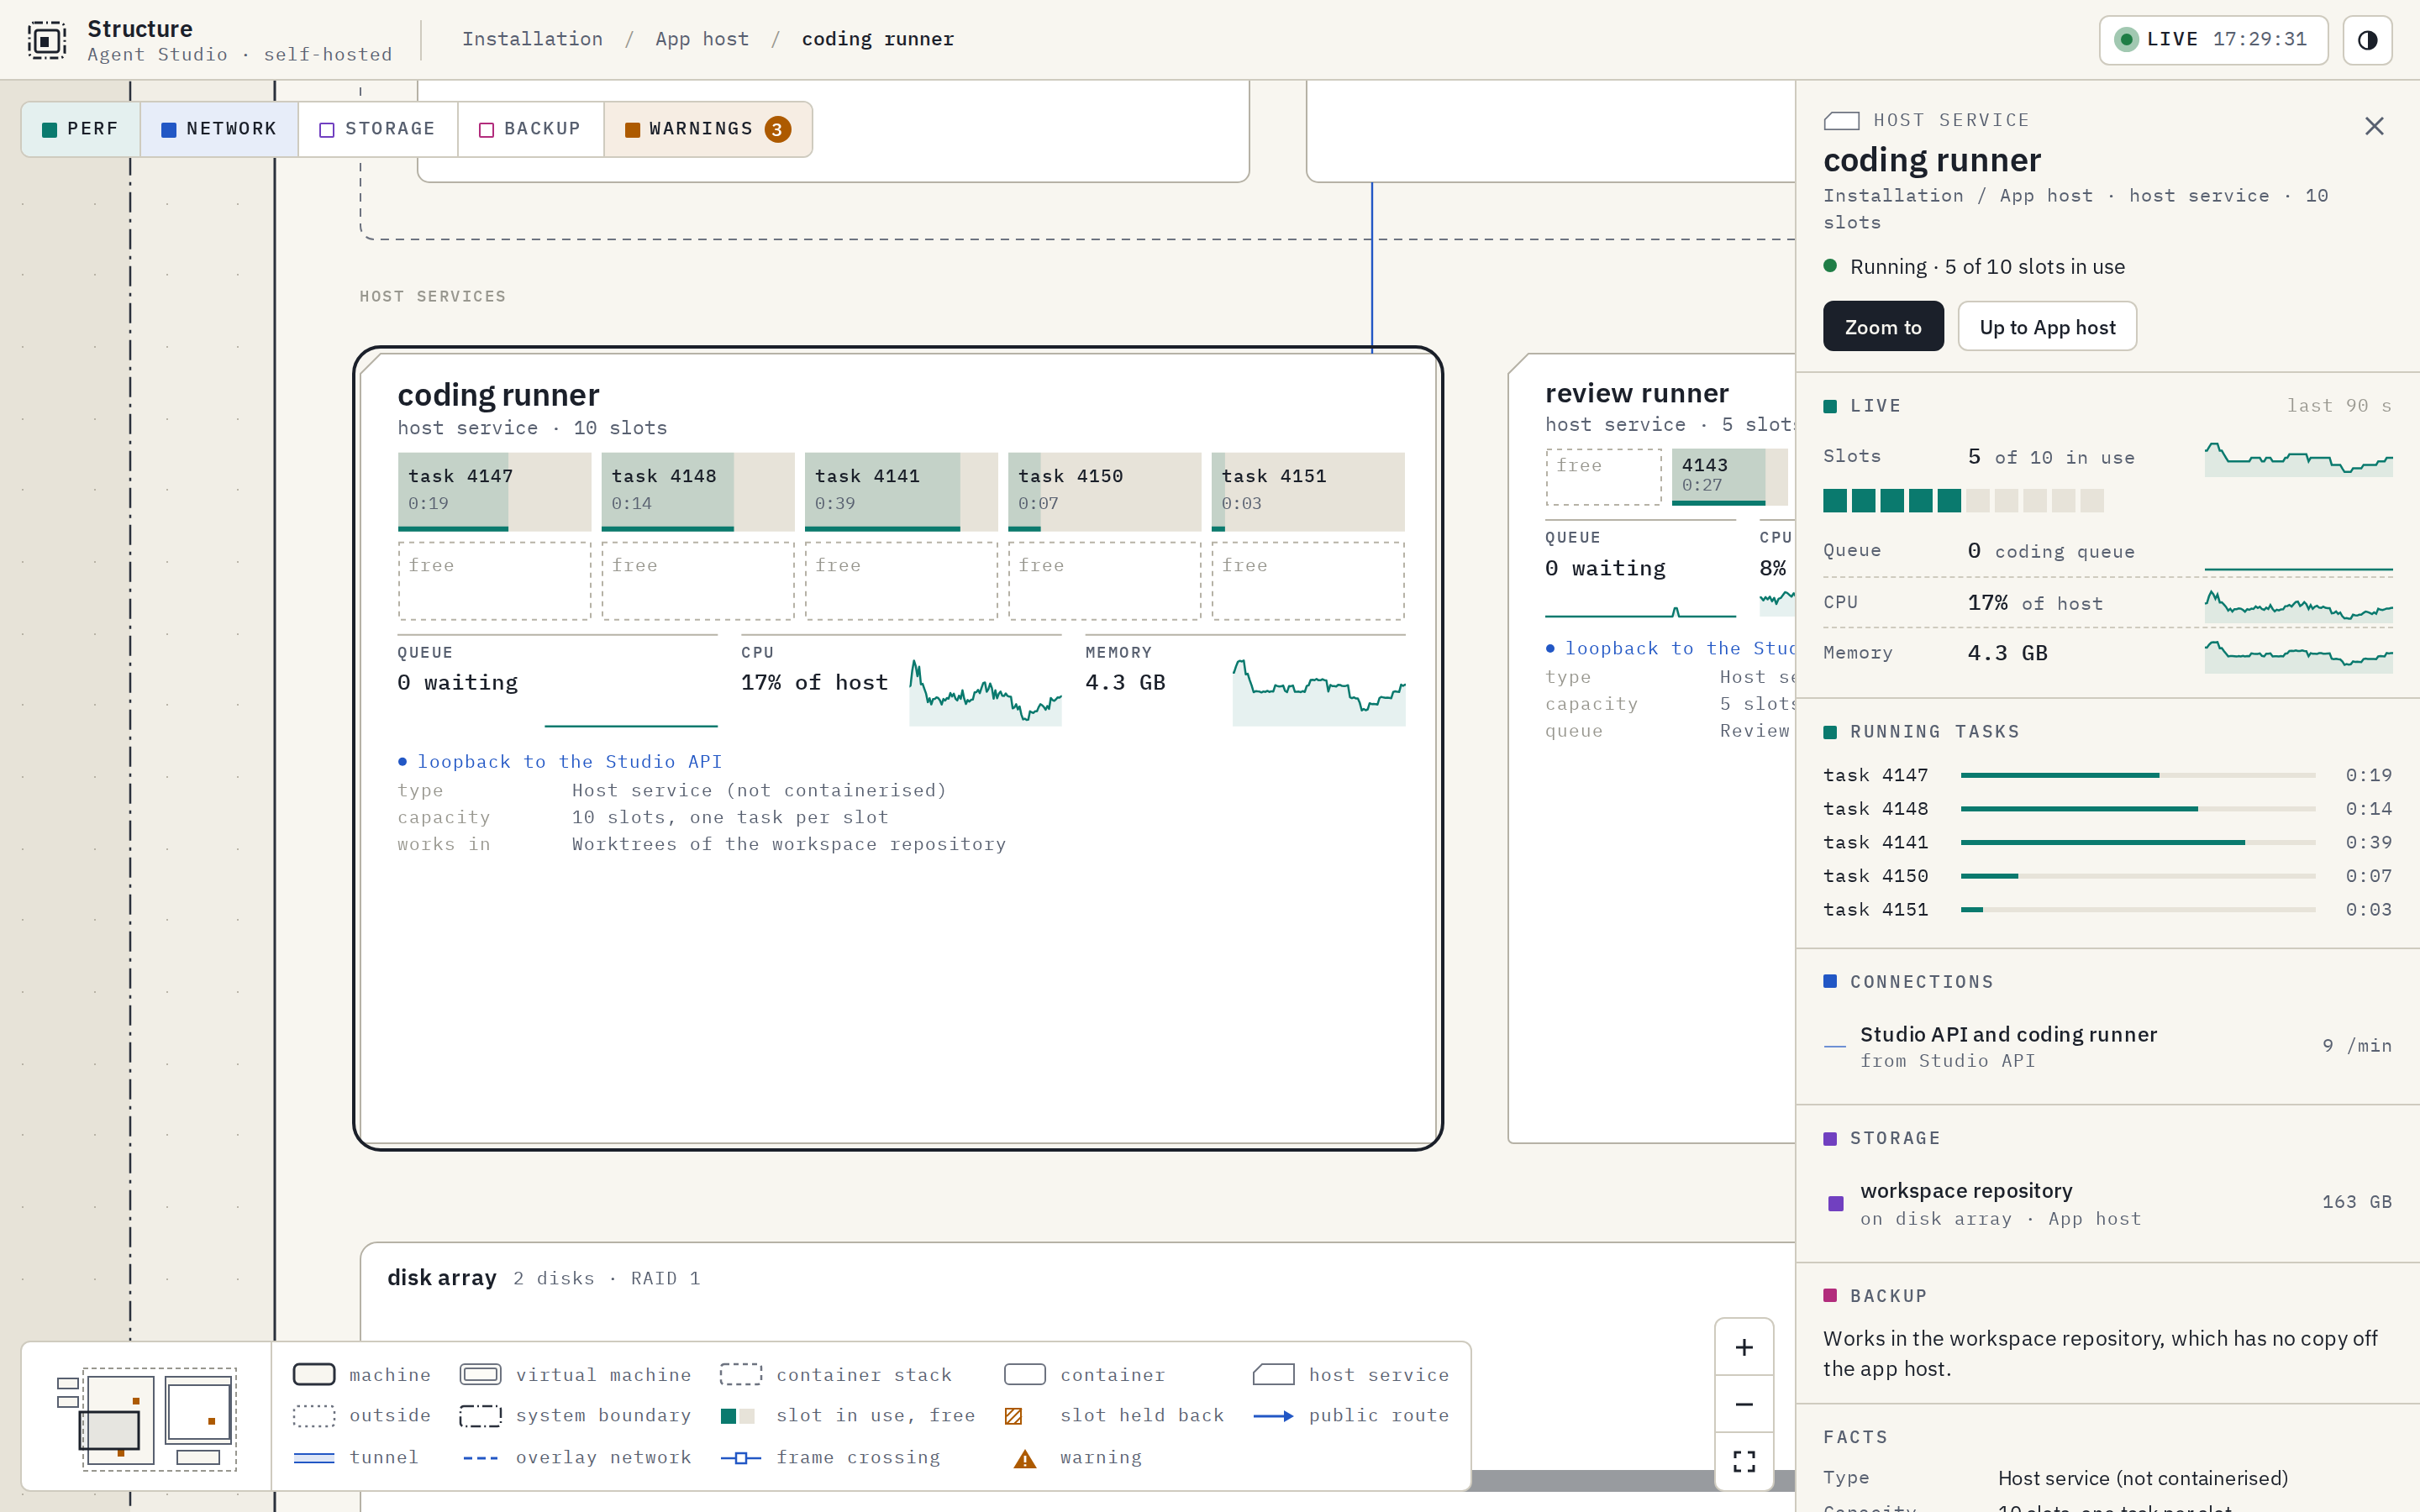 Structure
Agent Studio · self-hosted
Installation / App host / coding runner
LIVE 17:29:31
PERF
NETWORK
STORAGE
BACKUP
WARNINGS 3
HOST SERVICES
coding runner
host service · 10 slots
task 4147
0:19
task 4148
0:14
task 4141
0:39
task 4150
0:07
task 4151
0:03
free
free
free
free
free
QUEUE
0 waiting
CPU
17% of host
MEMORY
4.3 GB
loopback to the Studio API
type Host service (not containerised)
capacity 10 slots, one task per slot
works in Worktrees of the workspace repository
review runner
host service · 5 slots
free
4143
0:27
QUEUE
0 waiting
CPU
8%
loopback to the
type Host
capacity 5 slots
queue Review
disk array 2 disks · RAID 1
machine
virtual machine
container stack
container
host service
outside
system boundary
slot in use, free
slot held back
public route
tunnel
overlay network
frame crossing
warning
HOST SERVICE
coding runner
Installation / App host · host service · 10
slots
Running · 5 of 10 slots in use
Zoom to
Up to App host
LIVE last 90 s
Slots 5 of 10 in use
Queue 0 coding queue
CPU 17% of host
Memory 4.3 GB
RUNNING TASKS
task 4147 0:19
task 4148 0:14
task 4141 0:39
task 4150 0:07
task 4151 0:03
CONNECTIONS
Studio API and coding runner
from Studio API
9 /min
STORAGE
workspace repository
on disk array · App host
163 GB
BACKUP
Works in the workspace repository, which has no copy off
the app host.
FACTS
Type Host service (not containerised)